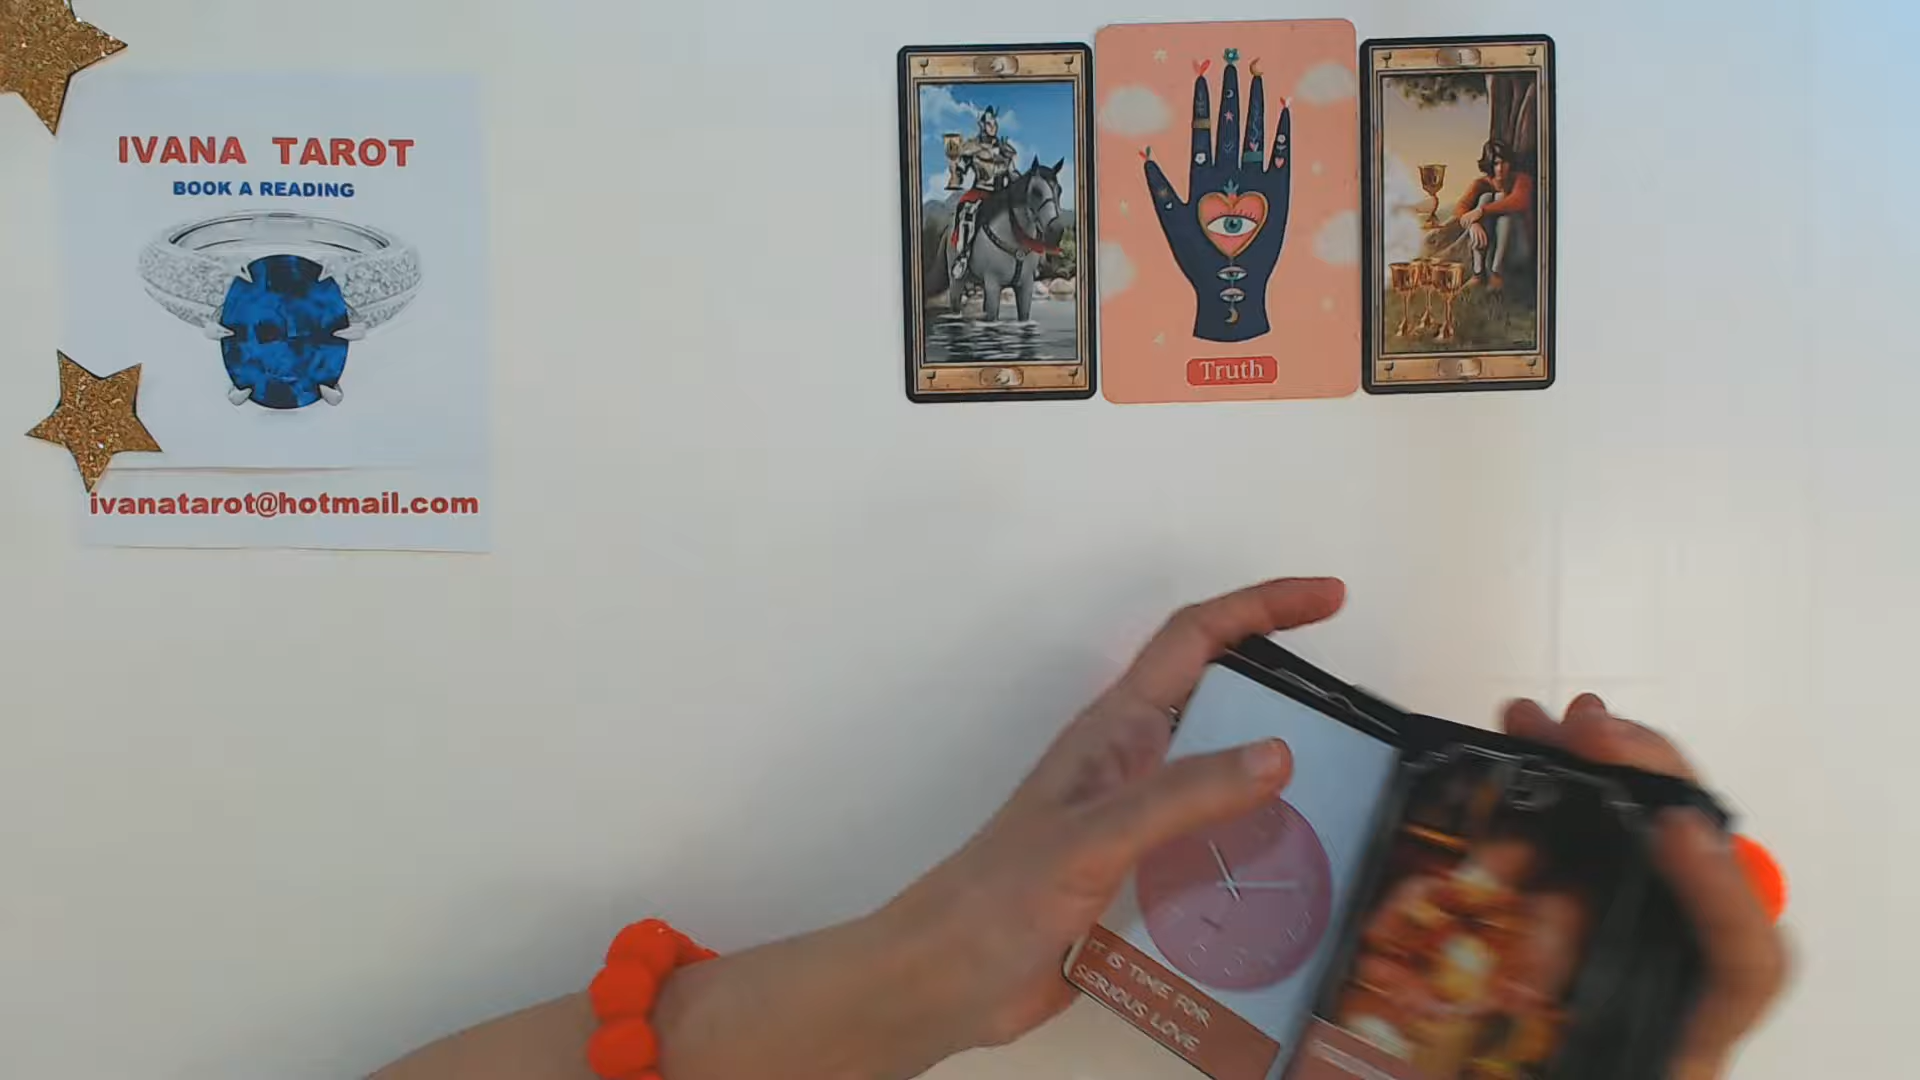 IVANA TAROT
BOOK A READING
ivanatarot@hotmail.com
Truth
IT IS TIME FOR
SERIOUS LOVE